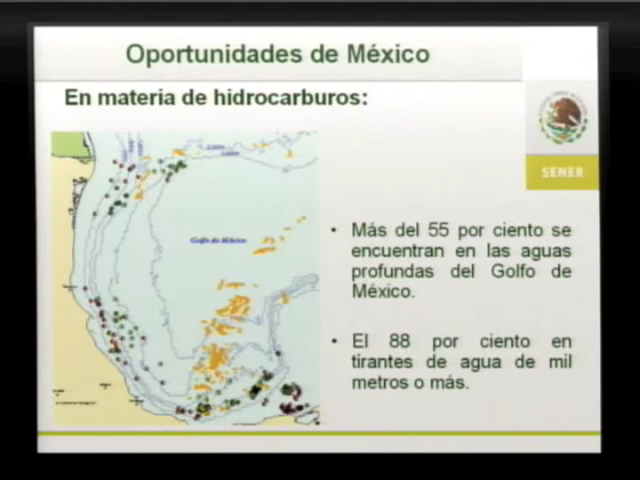 Oportunidades de México
En materia de hidrocarburos:
SENER
Golfo de México
• Más del 55 por ciento se
encuentran en las aguas
profundas del Golfo de
México.
• El 88 por ciento en
tirantes de agua de mil
metros o más.